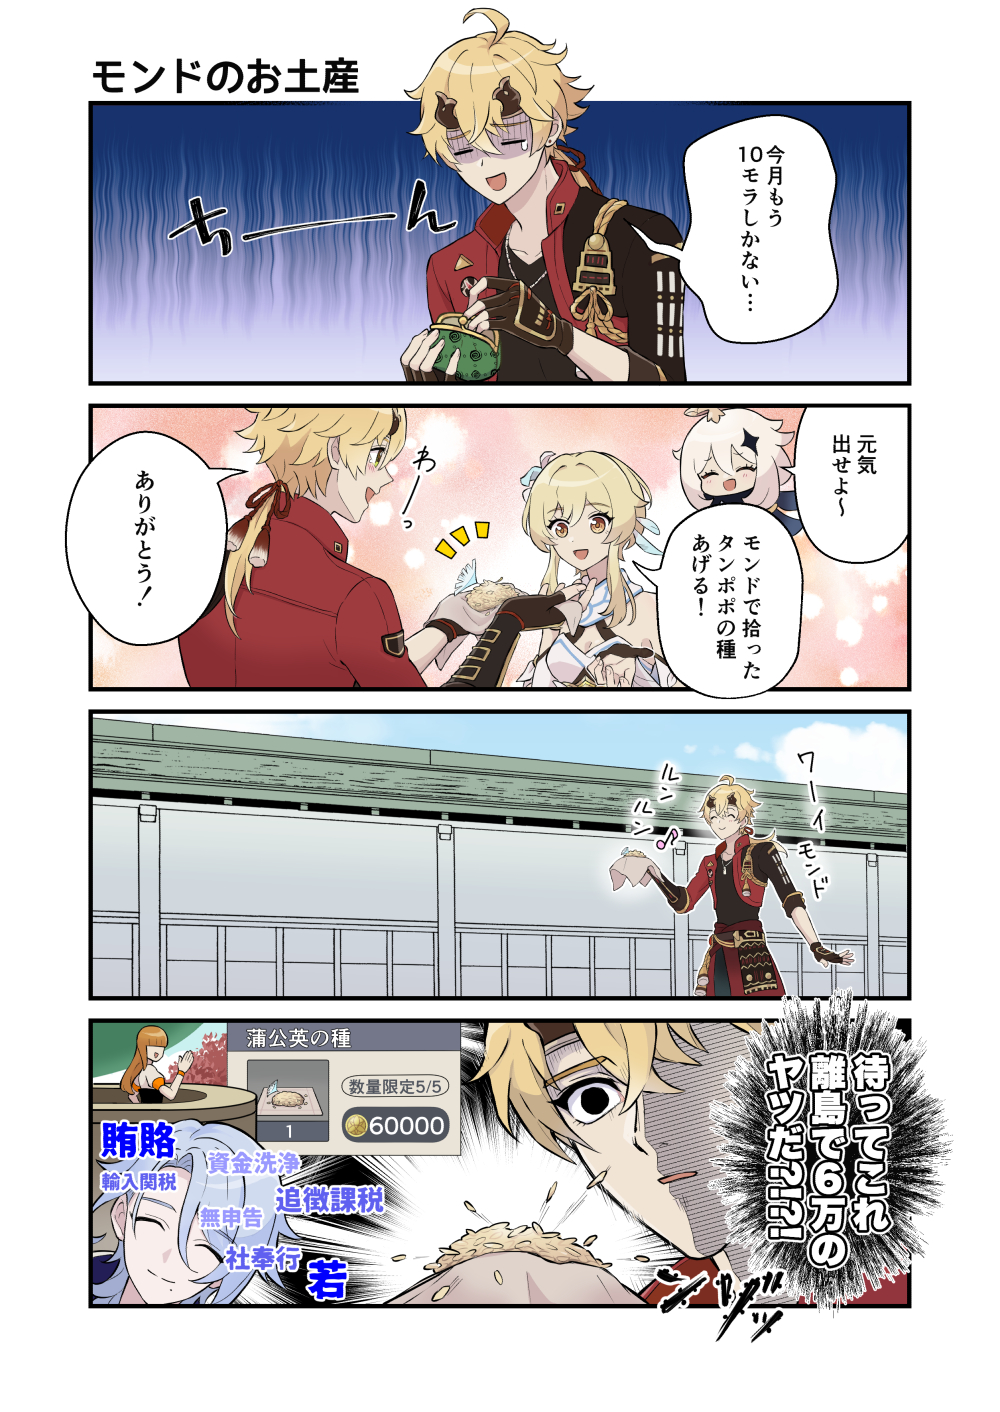 モンドのお土産
今月もう
10モラしかない…
ちーーん
元気
出せよ～
モンドで拾った
タンポポの種
あげる！
わーっ
ありがとう！
ワーイ
モンド
ルン
ルン
♪
待ってこれ
離島で6万の
ヤツだ???!
蒲公英の種
数量限定5/5
1
60000
賄賂
資金洗浄
輸入関税
追徴課税
無申告
社奉行
若